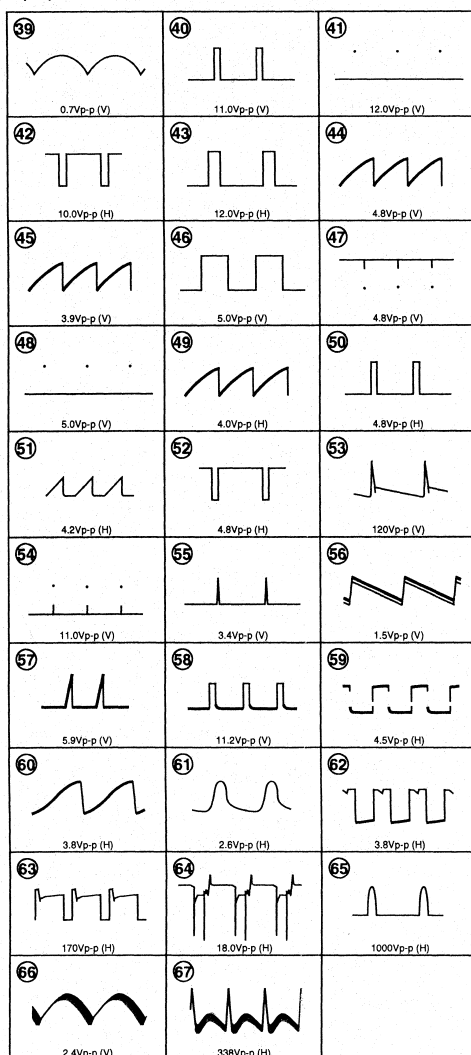 39 40 41
0.7Vp-p (V) 11.0Vp-p (V) 12.0Vp-p (V)
42 43 44
10.0Vp-p (H) 12.0Vp-p (H) 4.8Vp-p (V)
45 46 47
3.9Vp-p (V) 5.0Vp-p (V) 4.8Vp-p (V)
48 49 50
5.0Vp-p (V) 4.0Vp-p (H) 4.8Vp-p (H)
51 52 53
4.2Vp-p (H) 4.8Vp-p (H) 120Vp-p (V)
54 55 56
11.0Vp-p (V) 3.4Vp-p (V) 1.5Vp-p (V)
57 58 59
5.9Vp-p (V) 11.2Vp-p (V) 4.5Vp-p (H)
60 61 62
3.8Vp-p (H) 2.6Vp-p (H) 3.8Vp-p (H)
63 64 65
170Vp-p (H) 18.0Vp-p (H) 1000Vp-p (H)
66 67
2.4Vp-p (V) 338Vp-p (H)